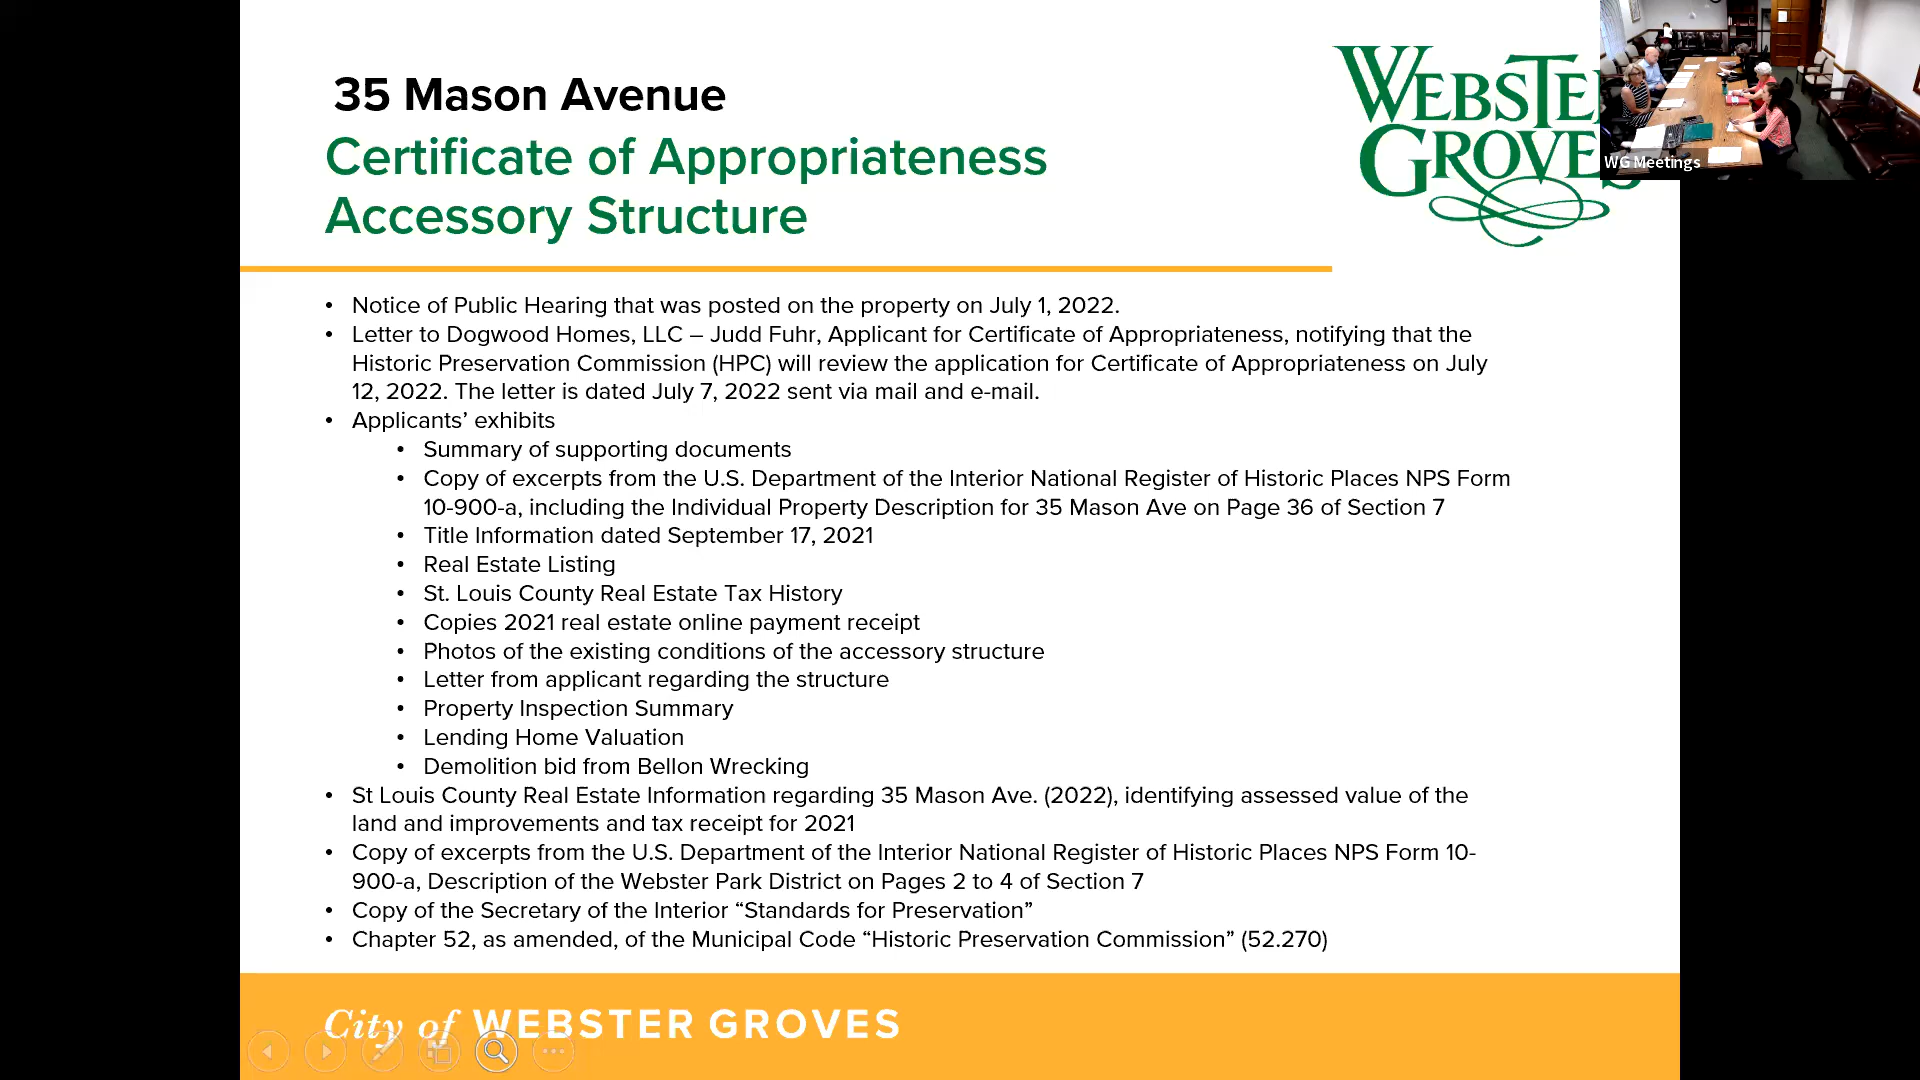 35 Mason Avenue
Certificate of Appropriateness
Accessory Structure
WEBSTE
GROVES
WG Meetings
• Notice of Public Hearing that was posted on the property on July 1, 2022.
• Letter to Dogwood Homes, LLC – Judd Fuhr, Applicant for Certificate of Appropriateness, notifying that the
Historic Preservation Commission (HPC) will review the application for Certificate of Appropriateness on July
12, 2022. The letter is dated July 7, 2022 sent via mail and e-mail.
• Applicants’ exhibits
• Summary of supporting documents
• Copy of excerpts from the U.S. Department of the Interior National Register of Historic Places NPS Form
10-900-a, including the Individual Property Description for 35 Mason Ave on Page 36 of Section 7
• Title Information dated September 17, 2021
• Real Estate Listing
• St. Louis County Real Estate Tax History
• Copies 2021 real estate online payment receipt
• Photos of the existing conditions of the accessory structure
• Letter from applicant regarding the structure
• Property Inspection Summary
• Lending Home Valuation
• Demolition bid from Bellon Wrecking
• St Louis County Real Estate Information regarding 35 Mason Ave. (2022), identifying assessed value of the
land and improvements and tax receipt for 2021
• Copy of excerpts from the U.S. Department of the Interior National Register of Historic Places NPS Form 10-
900-a, Description of the Webster Park District on Pages 2 to 4 of Section 7
• Copy of the Secretary of the Interior “Standards for Preservation”
• Chapter 52, as amended, of the Municipal Code “Historic Preservation Commission” (52.270)
City of WEBSTER GROVES